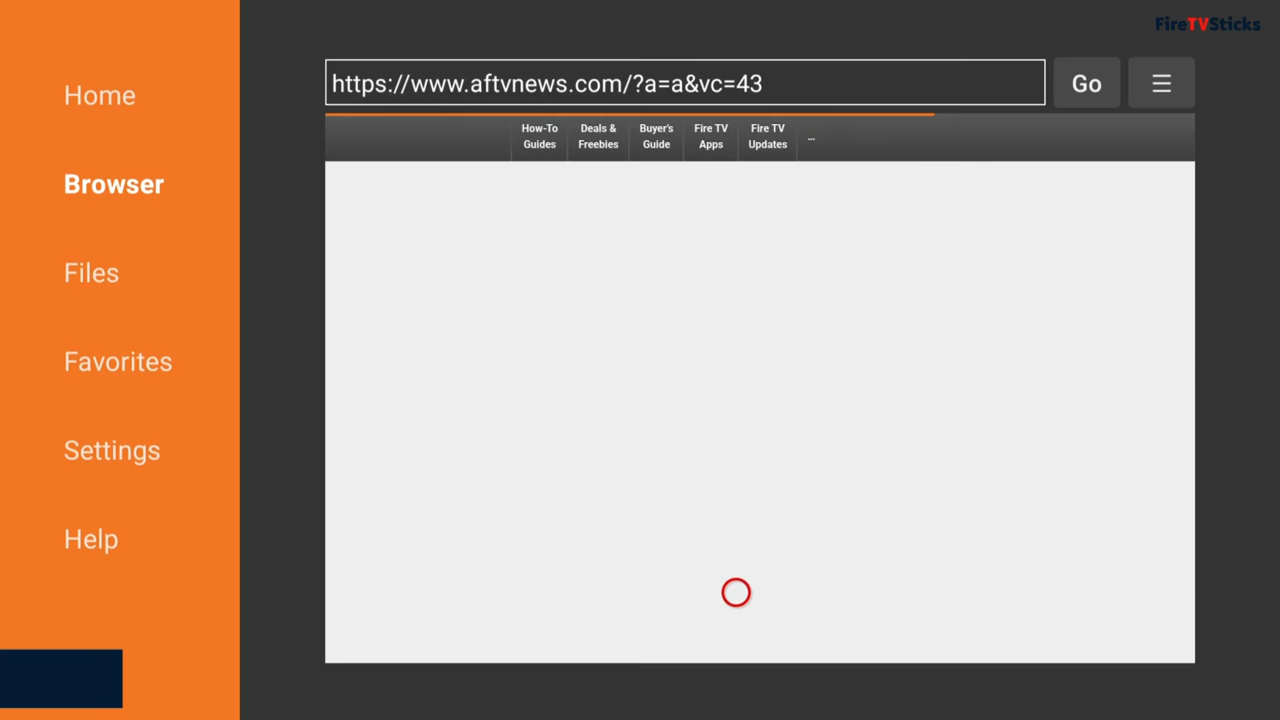 FireTVSticks
Home
Browser
Files
Favorites
Settings
Help
https://www.aftvnews.com/?a=a&vc=43
Go
☰
How-To
Guides
Deals &
Freebies
Buyer's
Guide
Fire TV
Apps
Fire TV
Updates
...